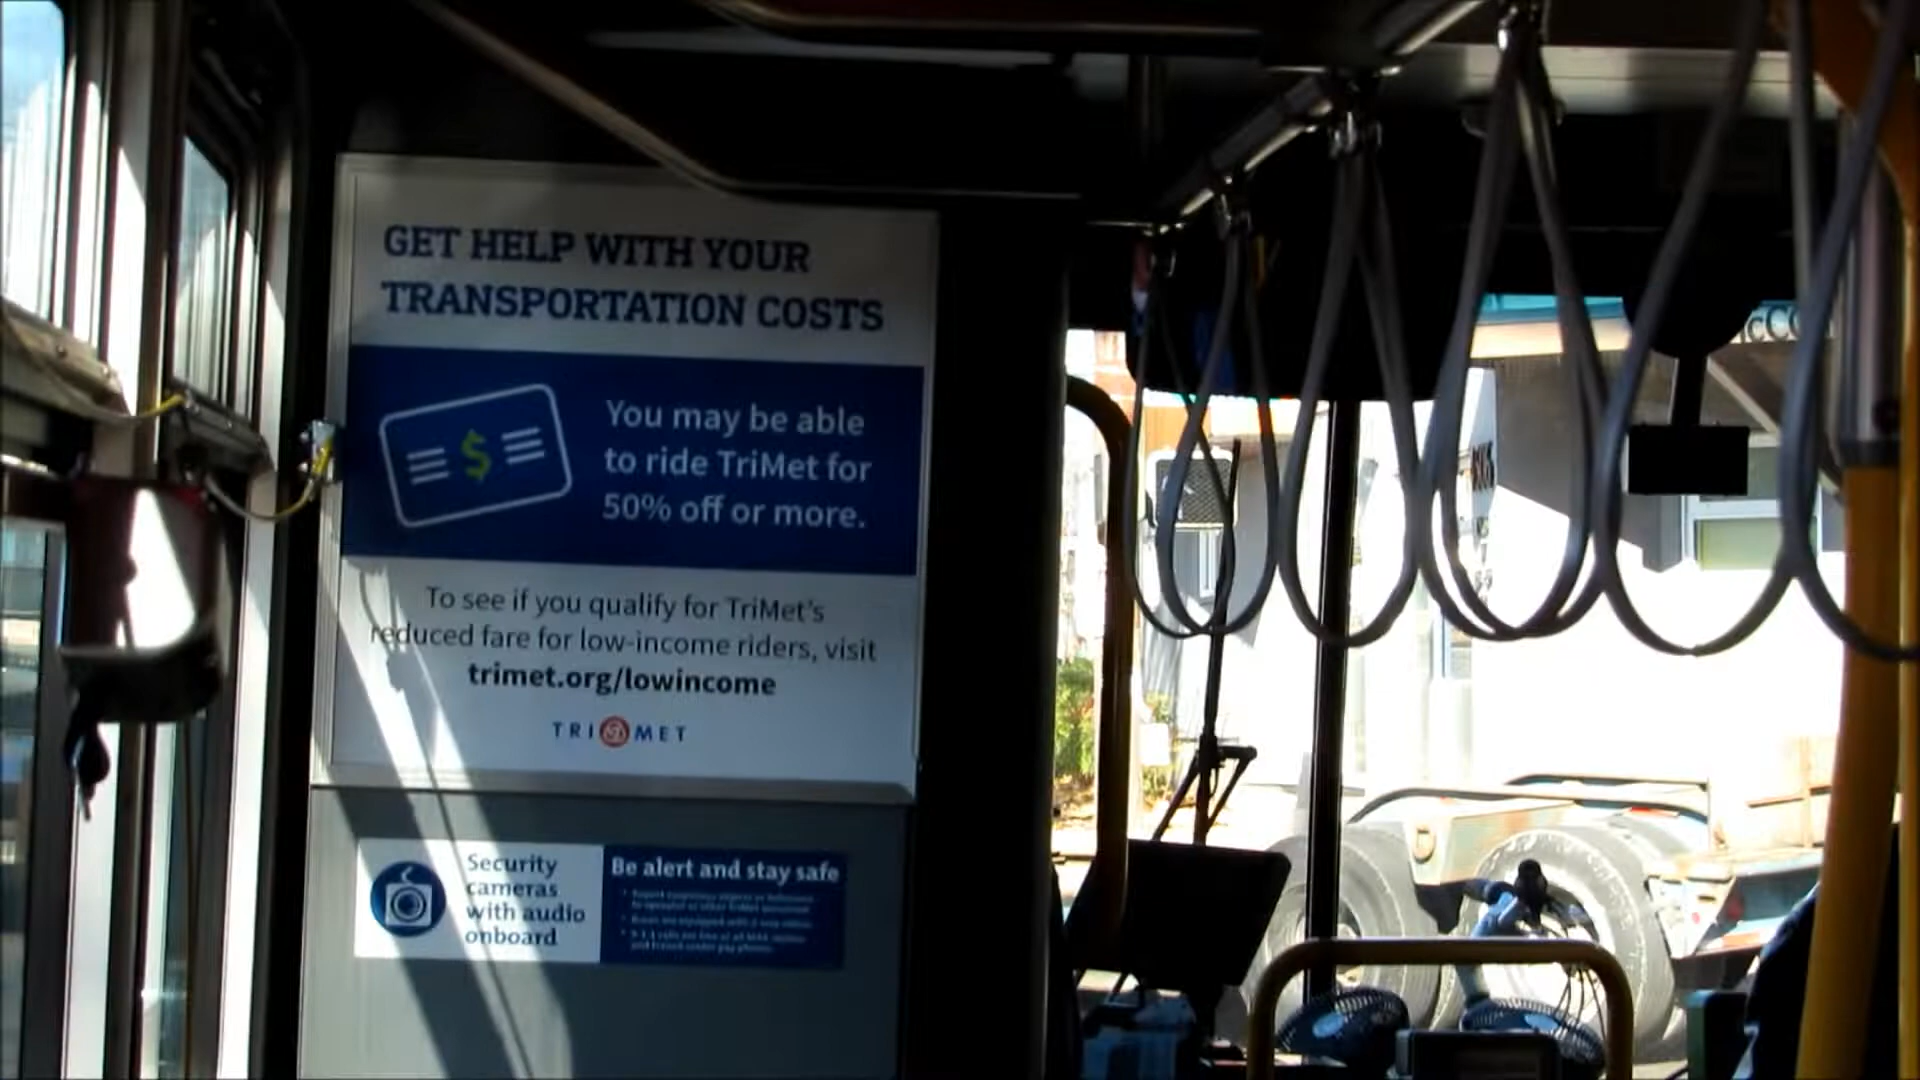 GET HELP WITH YOUR
TRANSPORTATION COSTS
$
You may be able
to ride TriMet for
50% off or more.
To see if you qualify for TriMet's
reduced fare for low-income riders, visit
trimet.org/lowincome
TRI MET
Security
cameras
with audio
onboard
Be alert and stay safe